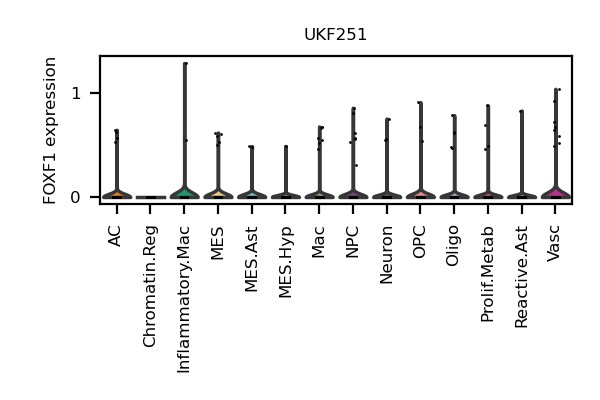 UKF251
FOXF1 expression
1
0
AC
Chromatin.Reg
Inflammatory.Mac
MES
MES.Ast
MES.Hyp
Mac
NPC
Neuron
OPC
Oligo
Prolif.Metab
Reactive.Ast
Vasc